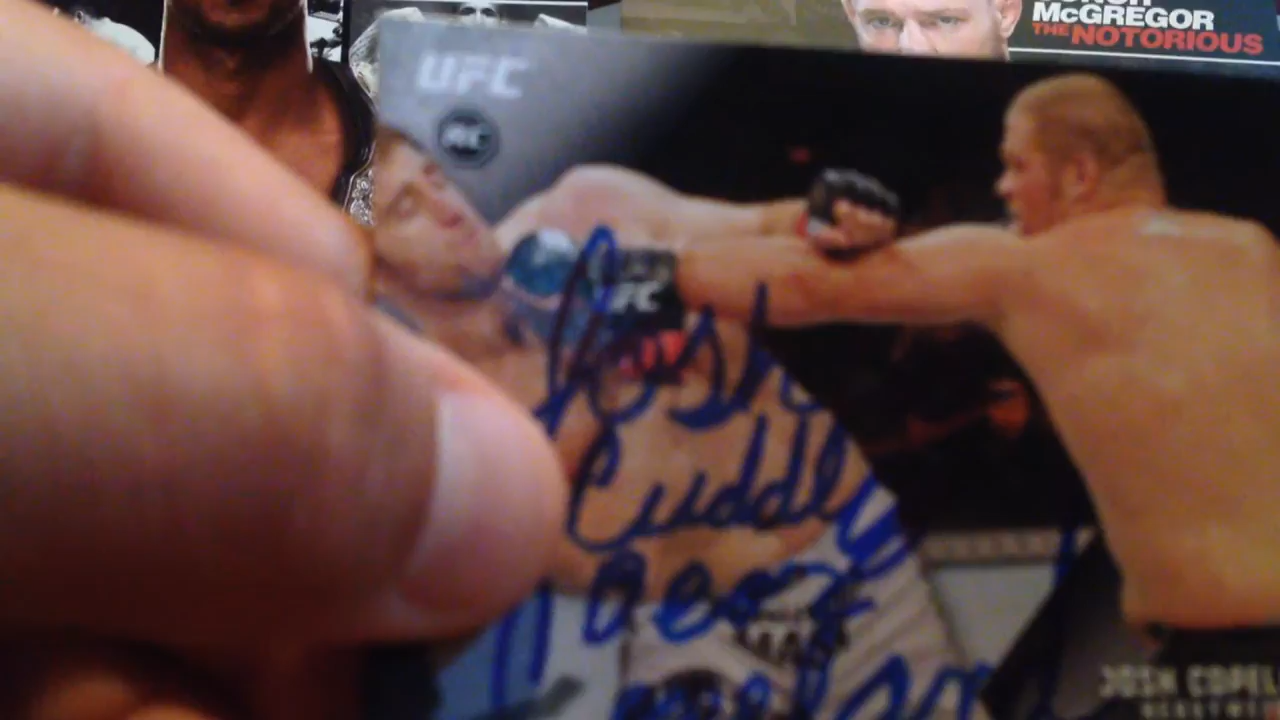 McGREGOR
THE NOTORIOUS
UFC
UFC
Josh
Cuddly
Bear
JOSH COPEL